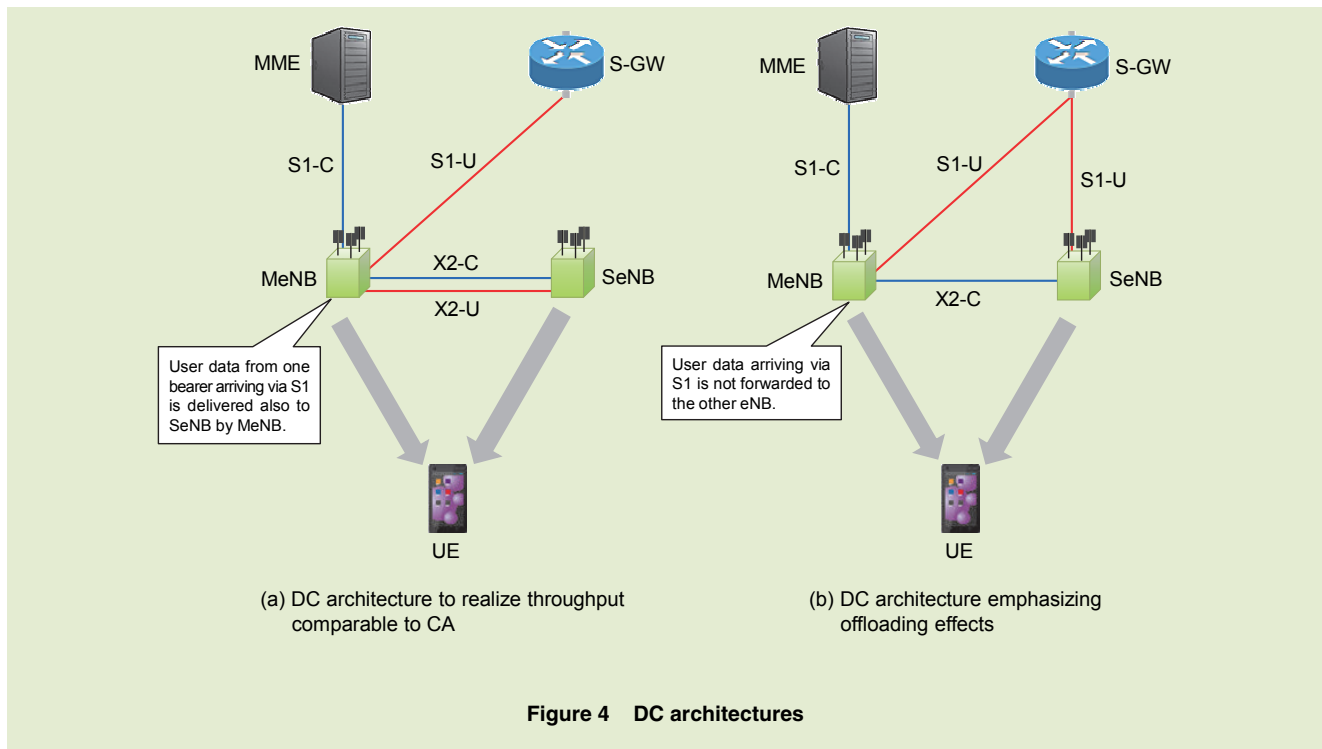 MME
S-GW
S1-C
S1-U
MeNB
X2-C
X2-U
SeNB
User data from one
bearer arriving via S1
is delivered also to
SeNB by MeNB.
UE
(a) DC architecture to realize throughput
comparable to CA
MME
S-GW
S1-C
S1-U
S1-U
MeNB
X2-C
SeNB
User data arriving via
S1 is not forwarded to
the other eNB.
UE
(b) DC architecture emphasizing
offloading effects
Figure 4 DC architectures